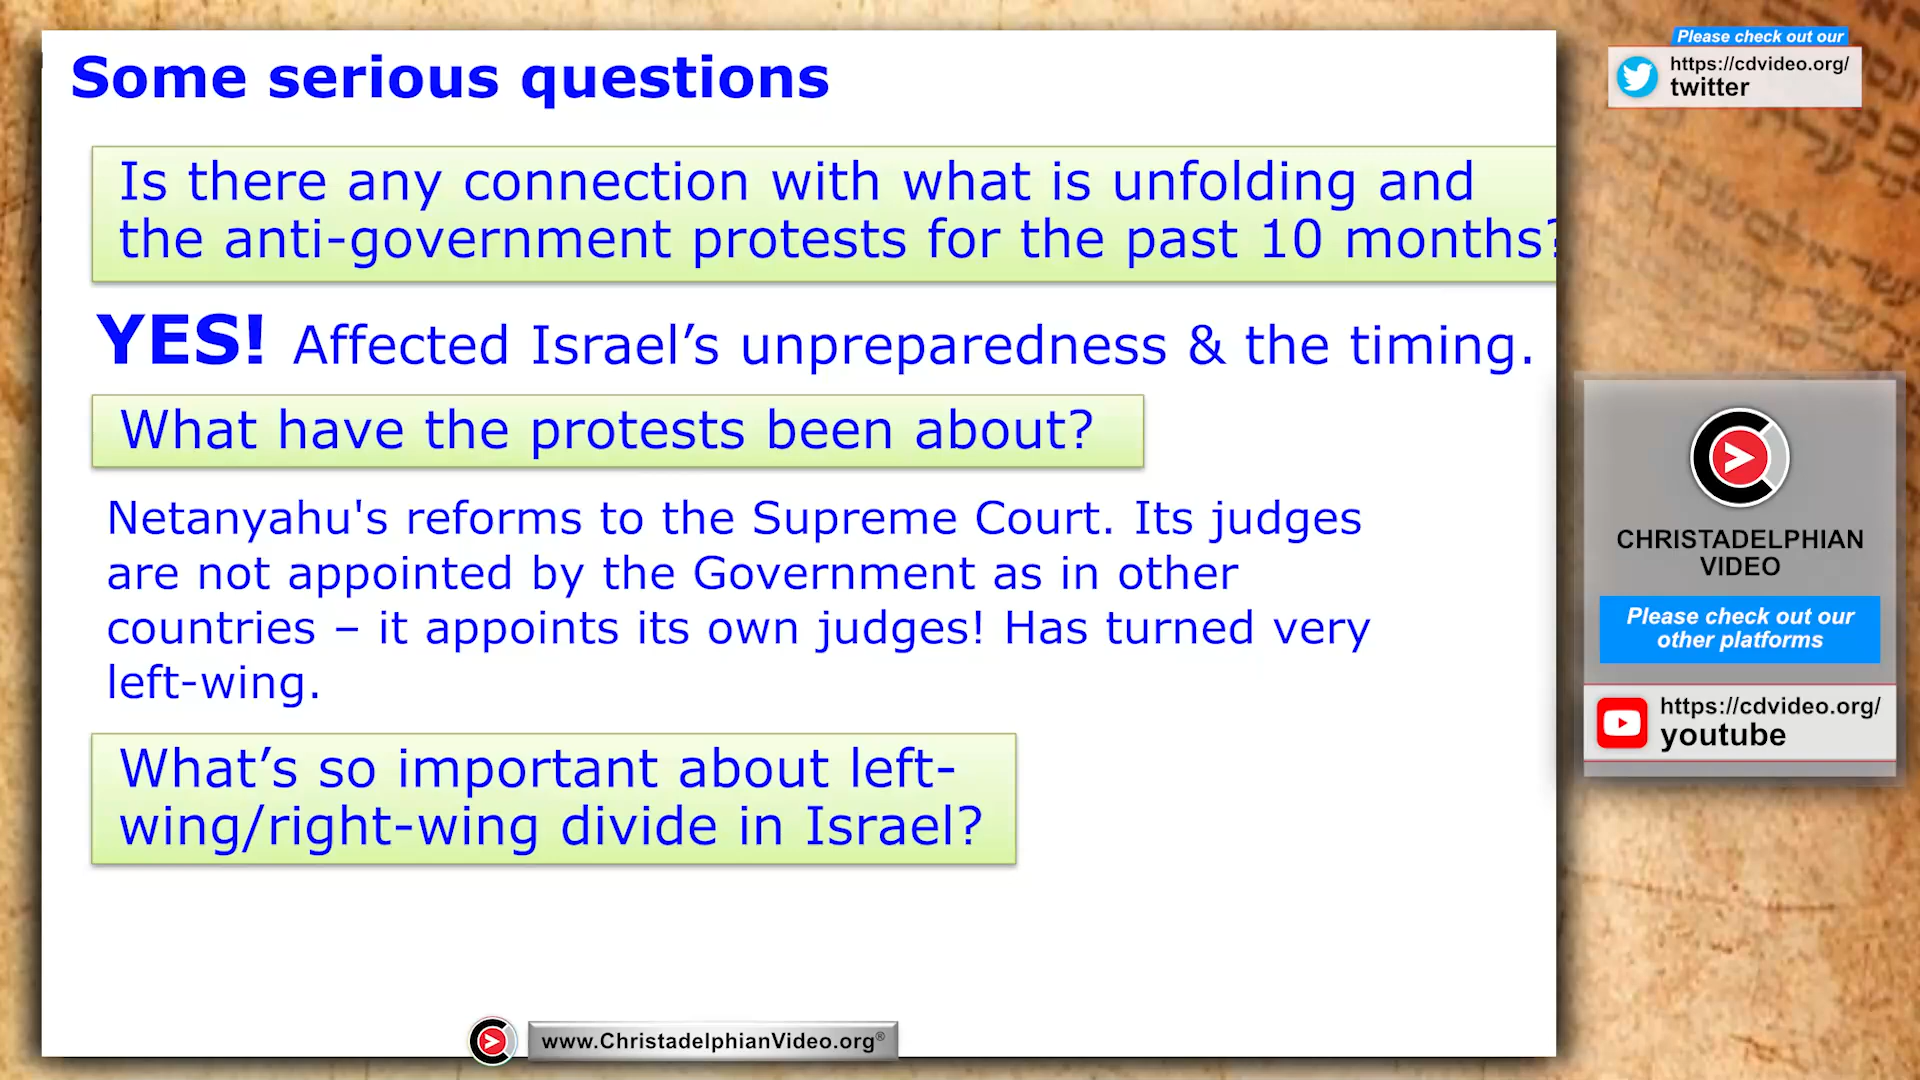 Some serious questions
Is there any connection with what is unfolding and
the anti-government protests for the past 10 months?
YES! Affected Israel’s unpreparedness & the timing.
What have the protests been about?
Netanyahu's reforms to the Supreme Court. Its judges
are not appointed by the Government as in other
countries – it appoints its own judges! Has turned very
left-wing.
What’s so important about left-
wing/right-wing divide in Israel?
www.ChristadelphianVideo.org®
Please check out our
https://cdvideo.org/
twitter
CHRISTADELPHIAN
VIDEO
Please check out our
other platforms
https://cdvideo.org/
youtube